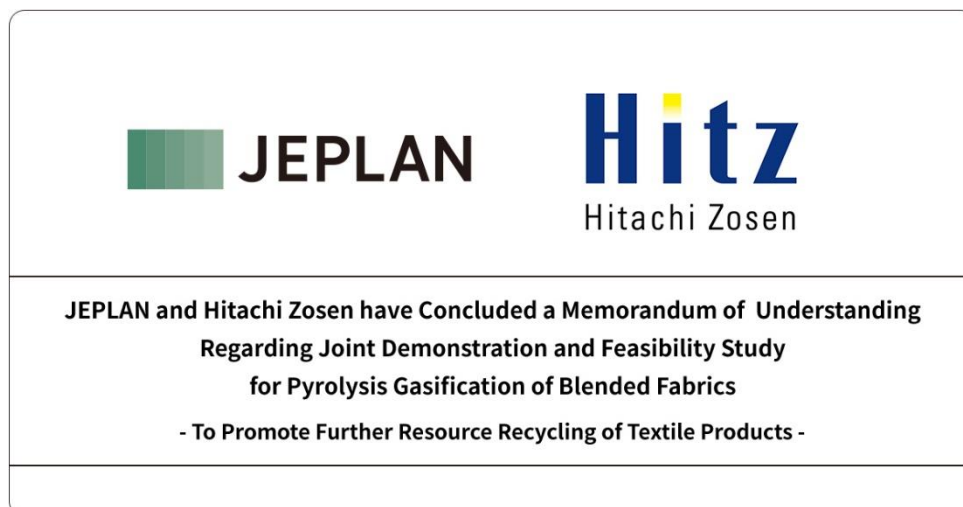 JEPLAN
Hitz
Hitachi Zosen
JEPLAN and Hitachi Zosen have Concluded a Memorandum of Understanding
Regarding Joint Demonstration and Feasibility Study
for Pyrolysis Gasification of Blended Fabrics
- To Promote Further Resource Recycling of Textile Products -